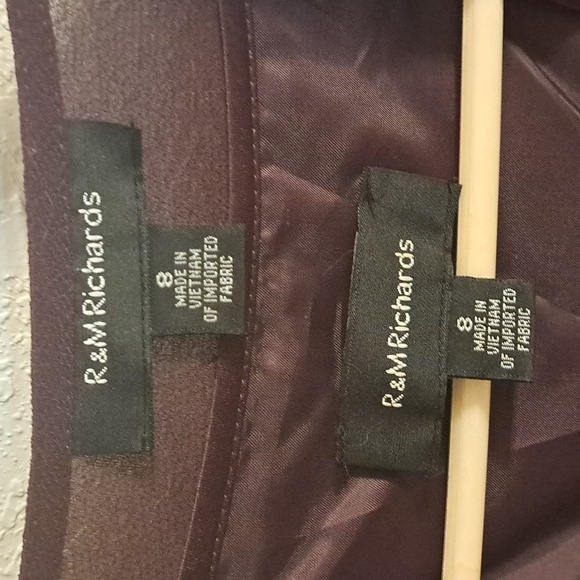 R&M Richards
8
MADE IN
VIETNAM
OF IMPORTED
FABRIC
R&M Richards
8
MADE IN
VIETNAM
OF IMPORTED
FABRIC